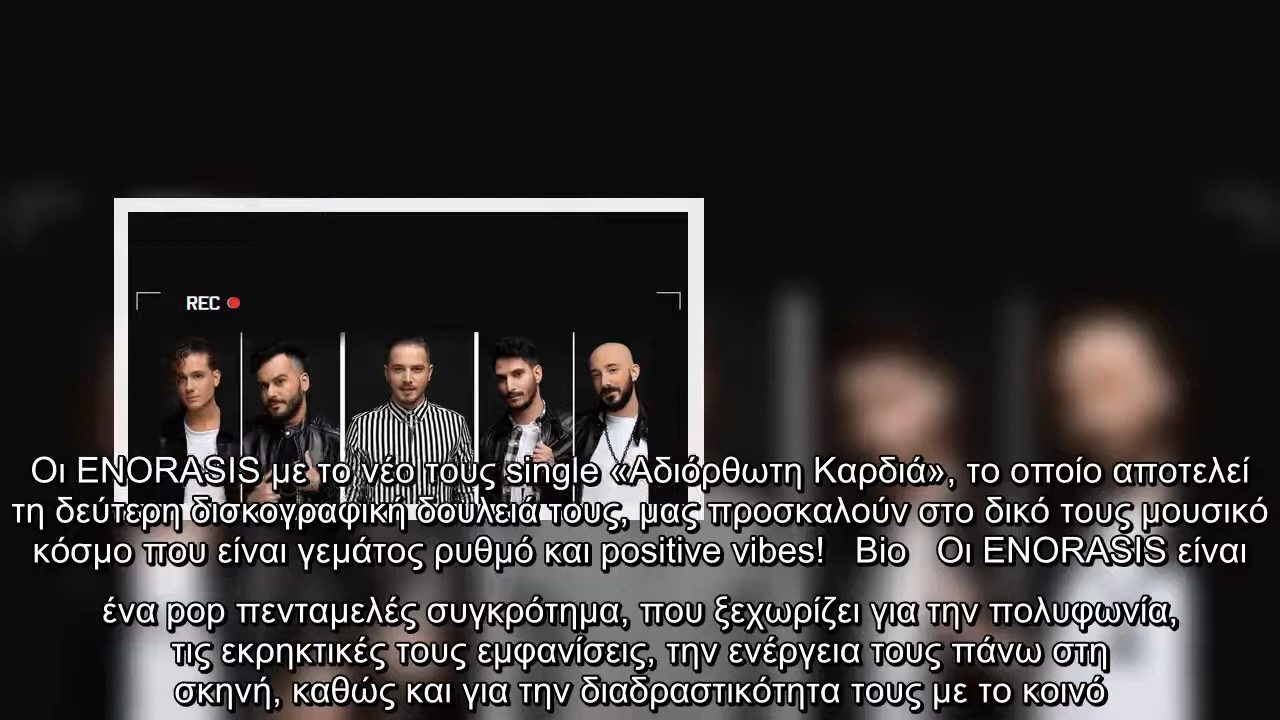 REC
Οι ENORASIS με το νέο τους single «Αδιόρθωτη Καρδιά», το οποίο αποτελεί
τη δεύτερη δισκογραφική δουλειά τους, μας προσκαλούν στο δικό τους μουσικό
κόσμο που είναι γεμάτος ρυθμό και positive vibes! Bio Οι ENORASIS είναι
ένα pop πενταμελές συγκρότημα, που ξεχωρίζει για την πολυφωνία,
τις εκρηκτικές τους εμφανίσεις, την ενέργεια τους πάνω στη
σκηνή, καθώς και για την διαδραστικότητα τους με το κοινό